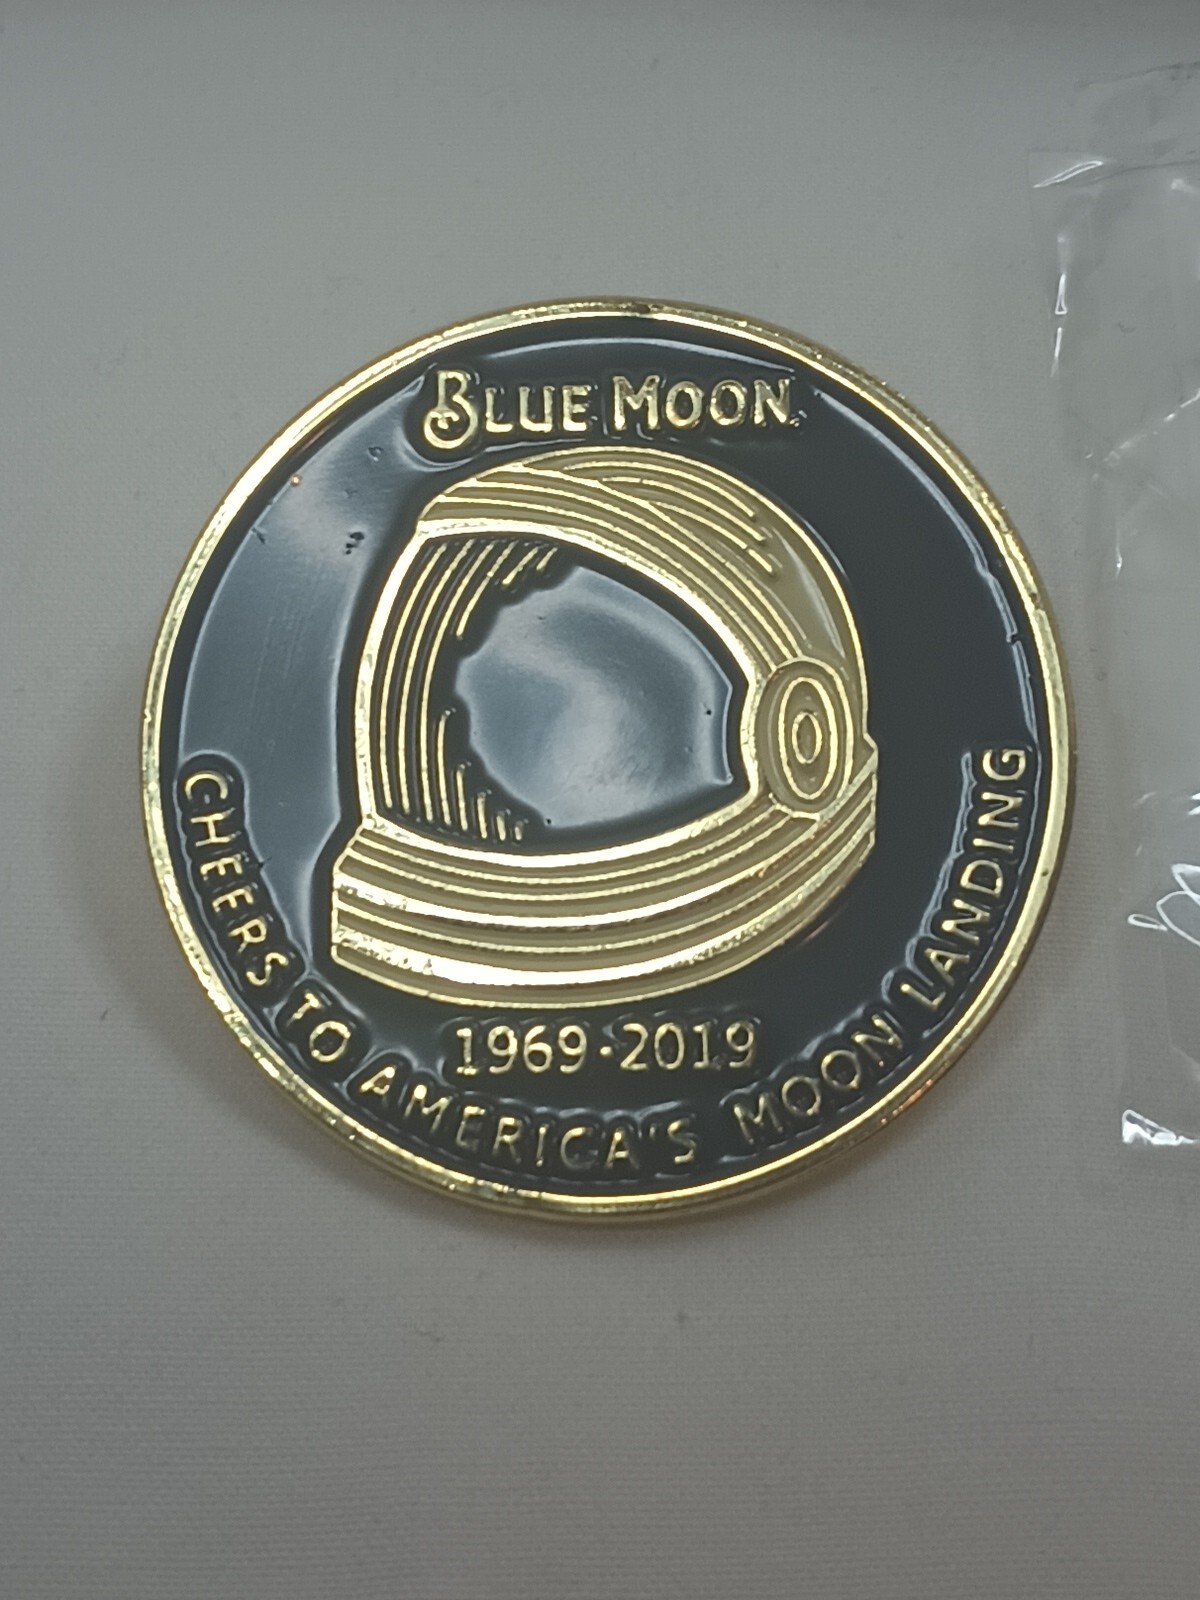 BLUE MOON
1969·2019
CHEERS TO AMERICA'S MOON LANDING